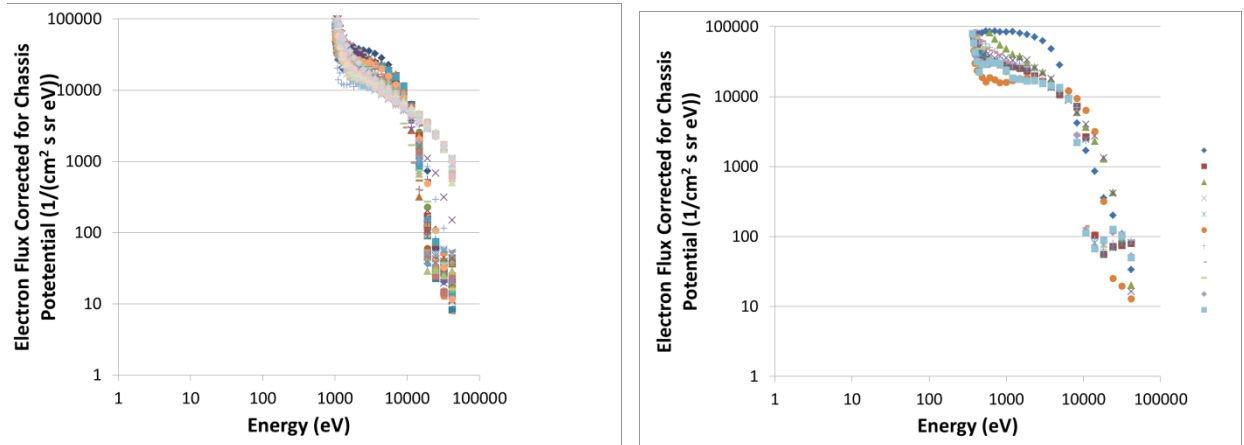 Electron Flux Corrected for Chassis
Potetential (1/(cm² s sr eV))
100000
10000
1000
100
10
1
1 10 100 1000 10000 100000
Energy (eV)
Electron Flux Corrected for Chassis
Potential (1/cm² s sr eV))
100000
10000
1000
100
10
1
1 10 100 1000 10000 100000
Energy (eV)